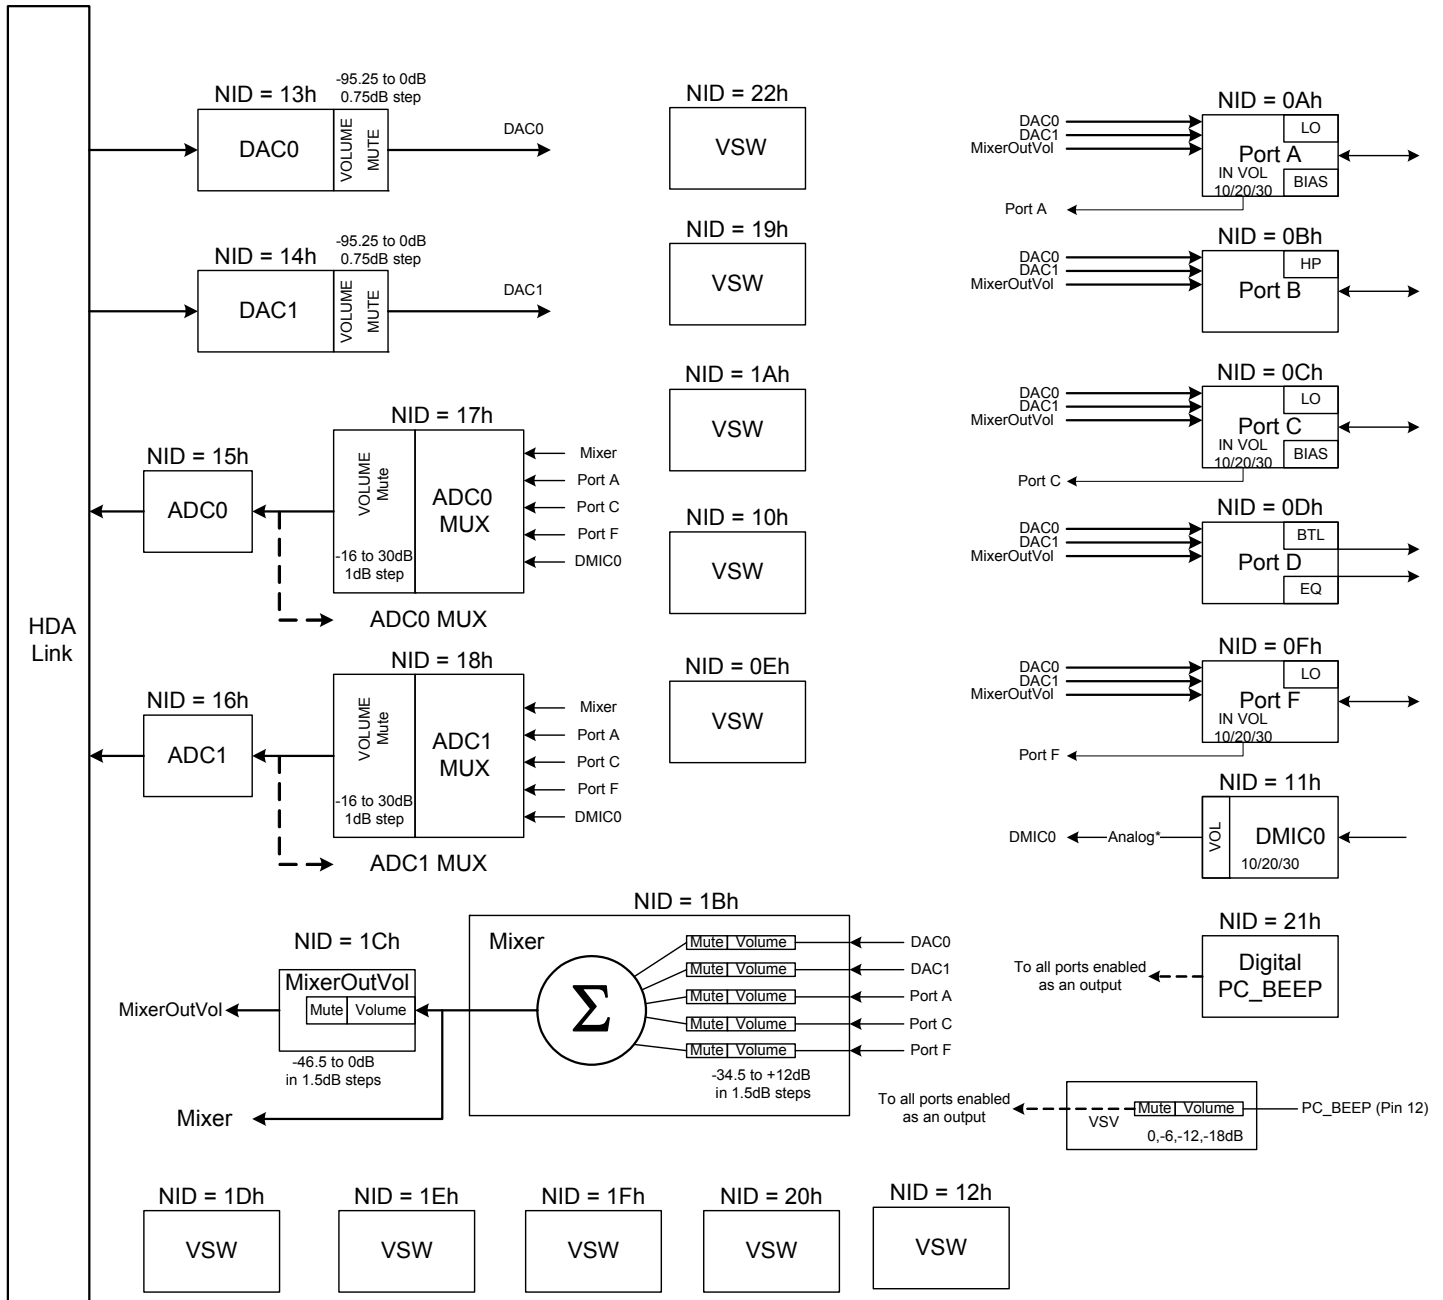 HDA
Link
NID = 13h
-95.25 to 0dB
0.75dB step
DAC0
VOLUME
MUTE
DAC0
NID = 14h
-95.25 to 0dB
0.75dB step
DAC1
VOLUME
MUTE
DAC1
NID = 17h
NID = 15h
ADC0
VOLUME
Mute
-16 to 30dB
1dB step
ADC0
MUX
Mixer
Port A
Port C
Port F
DMIC0
ADC0 MUX
NID = 18h
NID = 16h
ADC1
VOLUME
Mute
-16 to 30dB
1dB step
ADC1
MUX
Mixer
Port A
Port C
Port F
DMIC0
ADC1 MUX
NID = 22h
VSW
NID = 19h
VSW
NID = 1Ah
VSW
NID = 10h
VSW
NID = 0Eh
VSW
NID = 0Ah
DAC0
DAC1
MixerOutVol
LO
Port A
IN VOL
10/20/30
BIAS
Port A
NID = 0Bh
DAC0
DAC1
MixerOutVol
HP
Port B
NID = 0Ch
DAC0
DAC1
MixerOutVol
LO
Port C
IN VOL
10/20/30
BIAS
Port C
NID = 0Dh
DAC0
DAC1
MixerOutVol
BTL
Port D
EQ
NID = 0Fh
DAC0
DAC1
MixerOutVol
LO
Port F
IN VOL
10/20/30
Port F
NID = 11h
DMIC0
Analog*
VOL
DMIC0
10/20/30
NID = 1Bh
Mixer
Σ
Mute Volume
DAC0
Mute Volume
DAC1
Mute Volume
Port A
Mute Volume
Port C
Mute Volume
Port F
-34.5 to +12dB
in 1.5dB steps
NID = 1Ch
MixerOutVol
Mute Volume
MixerOutVol
-46.5 to 0dB
in 1.5dB steps
Mixer
NID = 21h
Digital
PC_BEEP
To all ports enabled
as an output
To all ports enabled
as an output
VSV
Mute Volume
0,-6,-12,-18dB
PC_BEEP (Pin 12)
NID = 1Dh
VSW
NID = 1Eh
VSW
NID = 1Fh
VSW
NID = 20h
VSW
NID = 12h
VSW